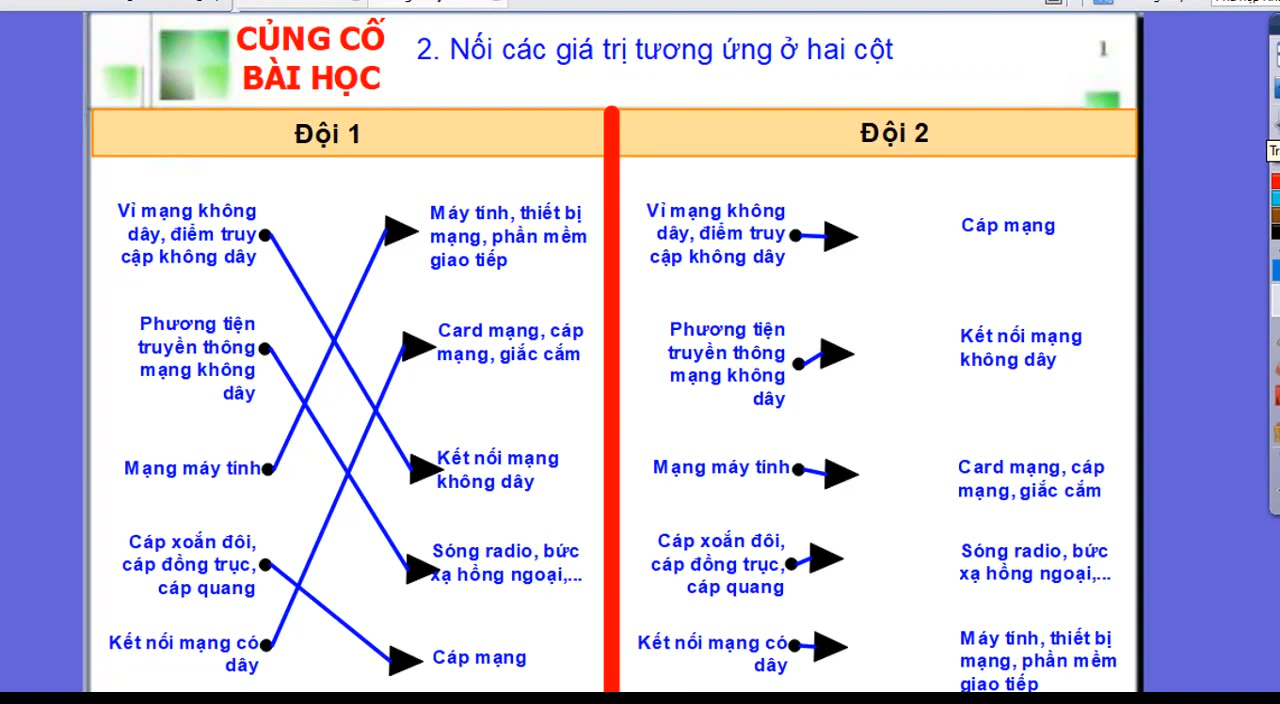 CỦNG CỐ
BÀI HỌC
2. Nối các giá trị tương ứng ở hai cột
1
Đội 1
Vỉ mạng không
dây, điểm truy
cập không dây
Phương tiện
truyền thông
mạng không
dây
Mạng máy tính
Cáp xoắn đôi,
cáp đồng trục,
cáp quang
Kết nối mạng có
dây
Máy tính, thiết bị
mạng, phần mềm
giao tiếp
Card mạng, cáp
mạng, giắc cắm
Kết nối mạng
không dây
Sóng radio, bức
xạ hồng ngoại,...
Cáp mạng
Đội 2
Vỉ mạng không
dây, điểm truy
cập không dây
Phương tiện
truyền thông
mạng không
dây
Mạng máy tính
Cáp xoắn đôi,
cáp đồng trục,
cáp quang
Kết nối mạng có
dây
Cáp mạng
Kết nối mạng
không dây
Card mạng, cáp
mạng, giắc cắm
Sóng radio, bức
xạ hồng ngoại,...
Máy tính, thiết bị
mạng, phần mềm
giao tiếp